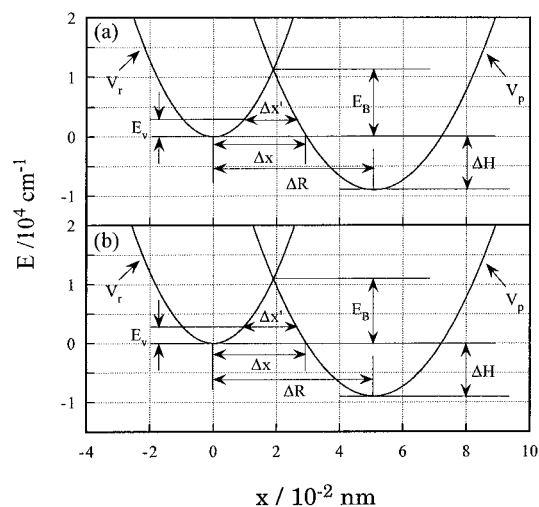 (a)
2
V_r
V_p
1
E_B
Δx'
E_v
0
Δx
ΔH
ΔR
-1
(b)
2
V_r
V_p
1
E_B
Δx'
E_v
0
Δx
ΔH
ΔR
-1
E /10^4 cm^-1
-4 -2 0 2 4 6 8 10
x / 10^-2 nm